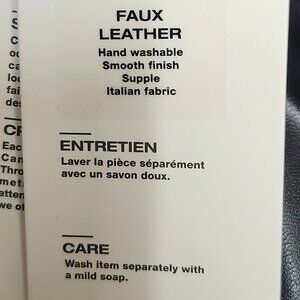 FAUX
LEATHER
Hand washable
Smooth finish
Supple
Italian fabric
ENTRETIEN
Laver la pièce séparément
avec un savon doux.
CARE
Wash item separately with
a mild soap.